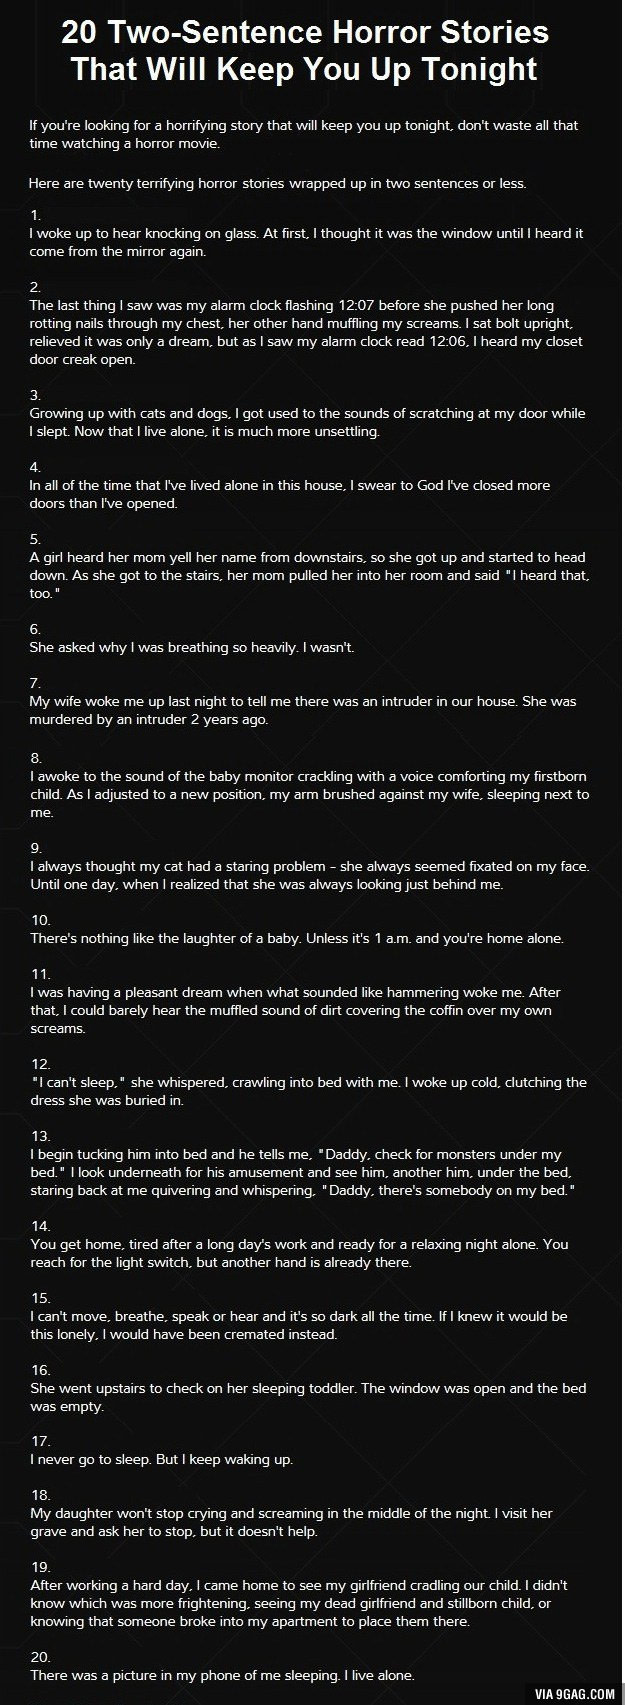 20 Two-Sentence Horror Stories
That Will Keep You Up Tonight
If you're looking for a horrifying story that will keep you up tonight, don't waste all that
time watching a horror movie.
Here are twenty terrifying horror stories wrapped up in two sentences or less.
1.
I woke up to hear knocking on glass. At first, I thought it was the window until I heard it
come from the mirror again.
2.
The last thing I saw was my alarm clock flashing 12:07 before she pushed her long
rotting nails through my chest, her other hand muffling my screams. I sat bolt upright,
relieved it was only a dream, but as I saw my alarm clock read 12:06, I heard my closet
door creak open.
3.
Growing up with cats and dogs, I got used to the sounds of scratching at my door while
I slept. Now that I live alone, it is much more unsettling.
4.
In all of the time that I've lived alone in this house, I swear to God I've closed more
doors than I've opened.
5.
A girl heard her mom yell her name from downstairs, so she got up and started to head
down. As she got to the stairs, her mom pulled her into her room and said "I heard that,
too."
6.
She asked why I was breathing so heavily. I wasn't.
7.
My wife woke me up last night to tell me there was an intruder in our house. She was
murdered by an intruder 2 years ago.
8.
I awoke to the sound of the baby monitor crackling with a voice comforting my firstborn
child. As I adjusted to a new position, my arm brushed against my wife, sleeping next to
me.
9.
I always thought my cat had a staring problem - she always seemed fixated on my face.
Until one day, when I realized that she was always looking just behind me.
10.
There's nothing like the laughter of a baby. Unless it's 1 a.m. and you're home alone.
11.
I was having a pleasant dream when what sounded like hammering woke me. After
that, I could barely hear the muffled sound of dirt covering the coffin over my own
screams.
12.
"I can't sleep," she whispered, crawling into bed with me. I woke up cold, clutching the
dress she was buried in.
13.
I begin tucking him into bed and he tells me, "Daddy, check for monsters under my
bed." I look underneath for his amusement and see him, another him, under the bed,
staring back at me quivering and whispering, "Daddy, there's somebody on my bed."
14.
You get home, tired after a long day's work and ready for a relaxing night alone. You
reach for the light switch, but another hand is already there.
15.
I can't move, breathe, speak or hear and it's so dark all the time. If I knew it would be
this lonely, I would have been cremated instead.
16.
She went upstairs to check on her sleeping toddler. The window was open and the bed
was empty.
17.
I never go to sleep. But I keep waking up.
18.
My daughter won't stop crying and screaming in the middle of the night. I visit her
grave and ask her to stop, but it doesn't help.
19.
After working a hard day, I came home to see my girlfriend cradling our child. I didn't
know which was more frightening, seeing my dead girlfriend and stillborn child, or
knowing that someone broke into my apartment to place them there.
20.
There was a picture in my phone of me sleeping. I live alone.
VIA 9GAG.COM